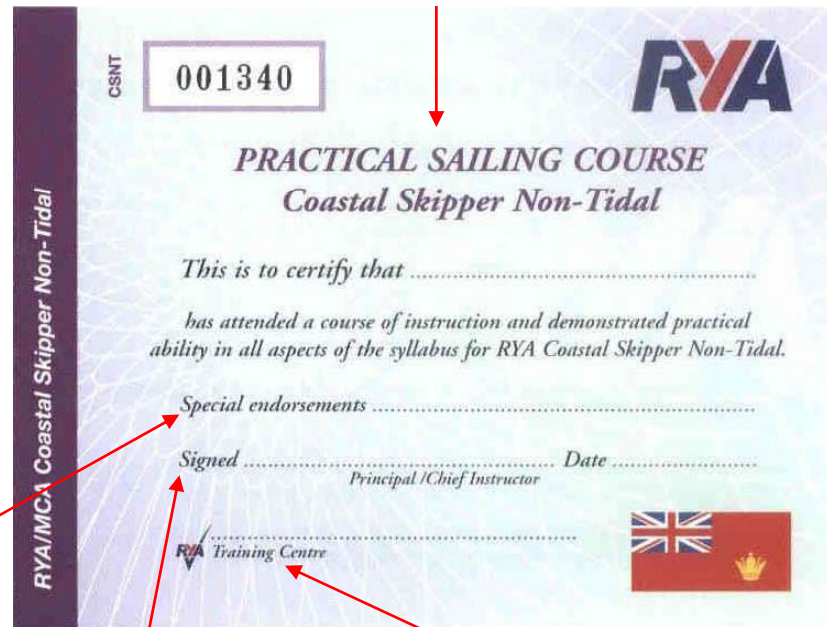 CSNT
001340
RYA
PRACTICAL SAILING COURSE
Coastal Skipper Non-Tidal
This is to certify that ........................................................
has attended a course of instruction and demonstrated practical
ability in all aspects of the syllabus for RYA Coastal Skipper Non-Tidal.
Special endorsements ...............................................................
Signed .................................................... Date ........................
Principal /Chief Instructor
RYA Training Centre
RYA/MCA Coastal Skipper Non-Tidal